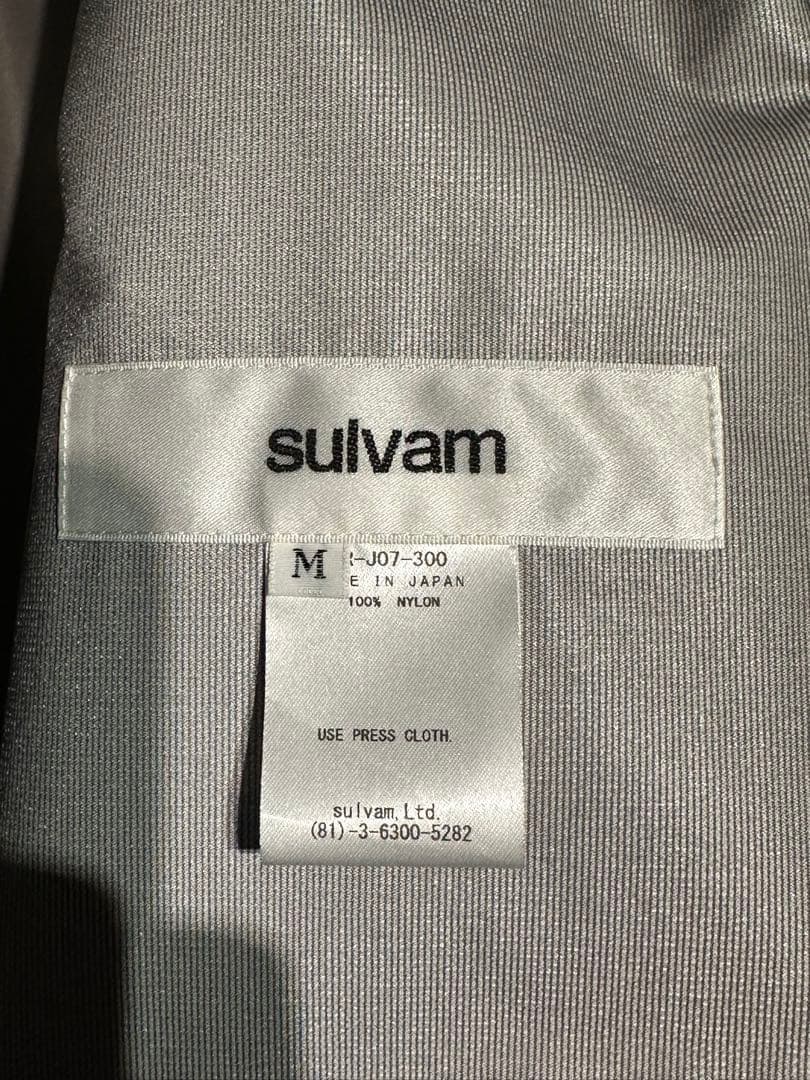 sulvam
M
-J07-300
E IN JAPAN
100% NYLON
USE PRESS CLOTH.
sulvam, Ltd.
(81)-3-6300-5282